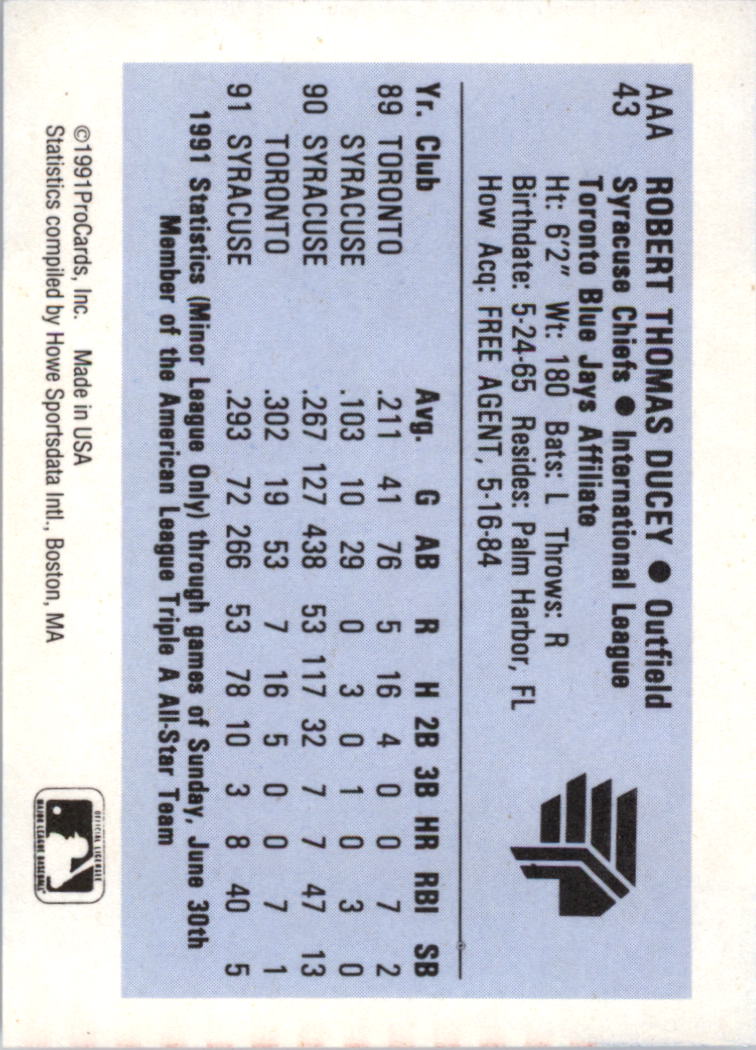 AAA ROBERT THOMAS DUCEY ● Outfield
43 Syracuse Chiefs ● International League
Toronto Blue Jays Affiliate
Ht: 6'2" Wt: 180 Bats: L Throws: R
Birthdate: 5-24-65 Resides: Palm Harbor, FL
How Acq: FREE AGENT, 5-16-84
Yr. Club Avg. G AB R H 2B 3B HR RBI SB
89 TORONTO .211 41 76 5 16 4 0 0 7 2
SYRACUSE .103 10 29 0 3 0 1 0 3 0
90 SYRACUSE .267 127 438 53 117 32 7 7 47 13
TORONTO .302 19 53 7 16 5 0 0 7 1
91 SYRACUSE .293 72 266 53 78 10 3 8 40 5
1991 Statistics (Minor League Only) through games of Sunday, June 30th
Member of the American League Triple A All-Star Team
©1991ProCards, Inc. Made in USA
Statistics compiled by Howe Sportsdata Intl., Boston, MA
OFFICIAL LICENSEE
MAJOR LEAGUE BASEBALL